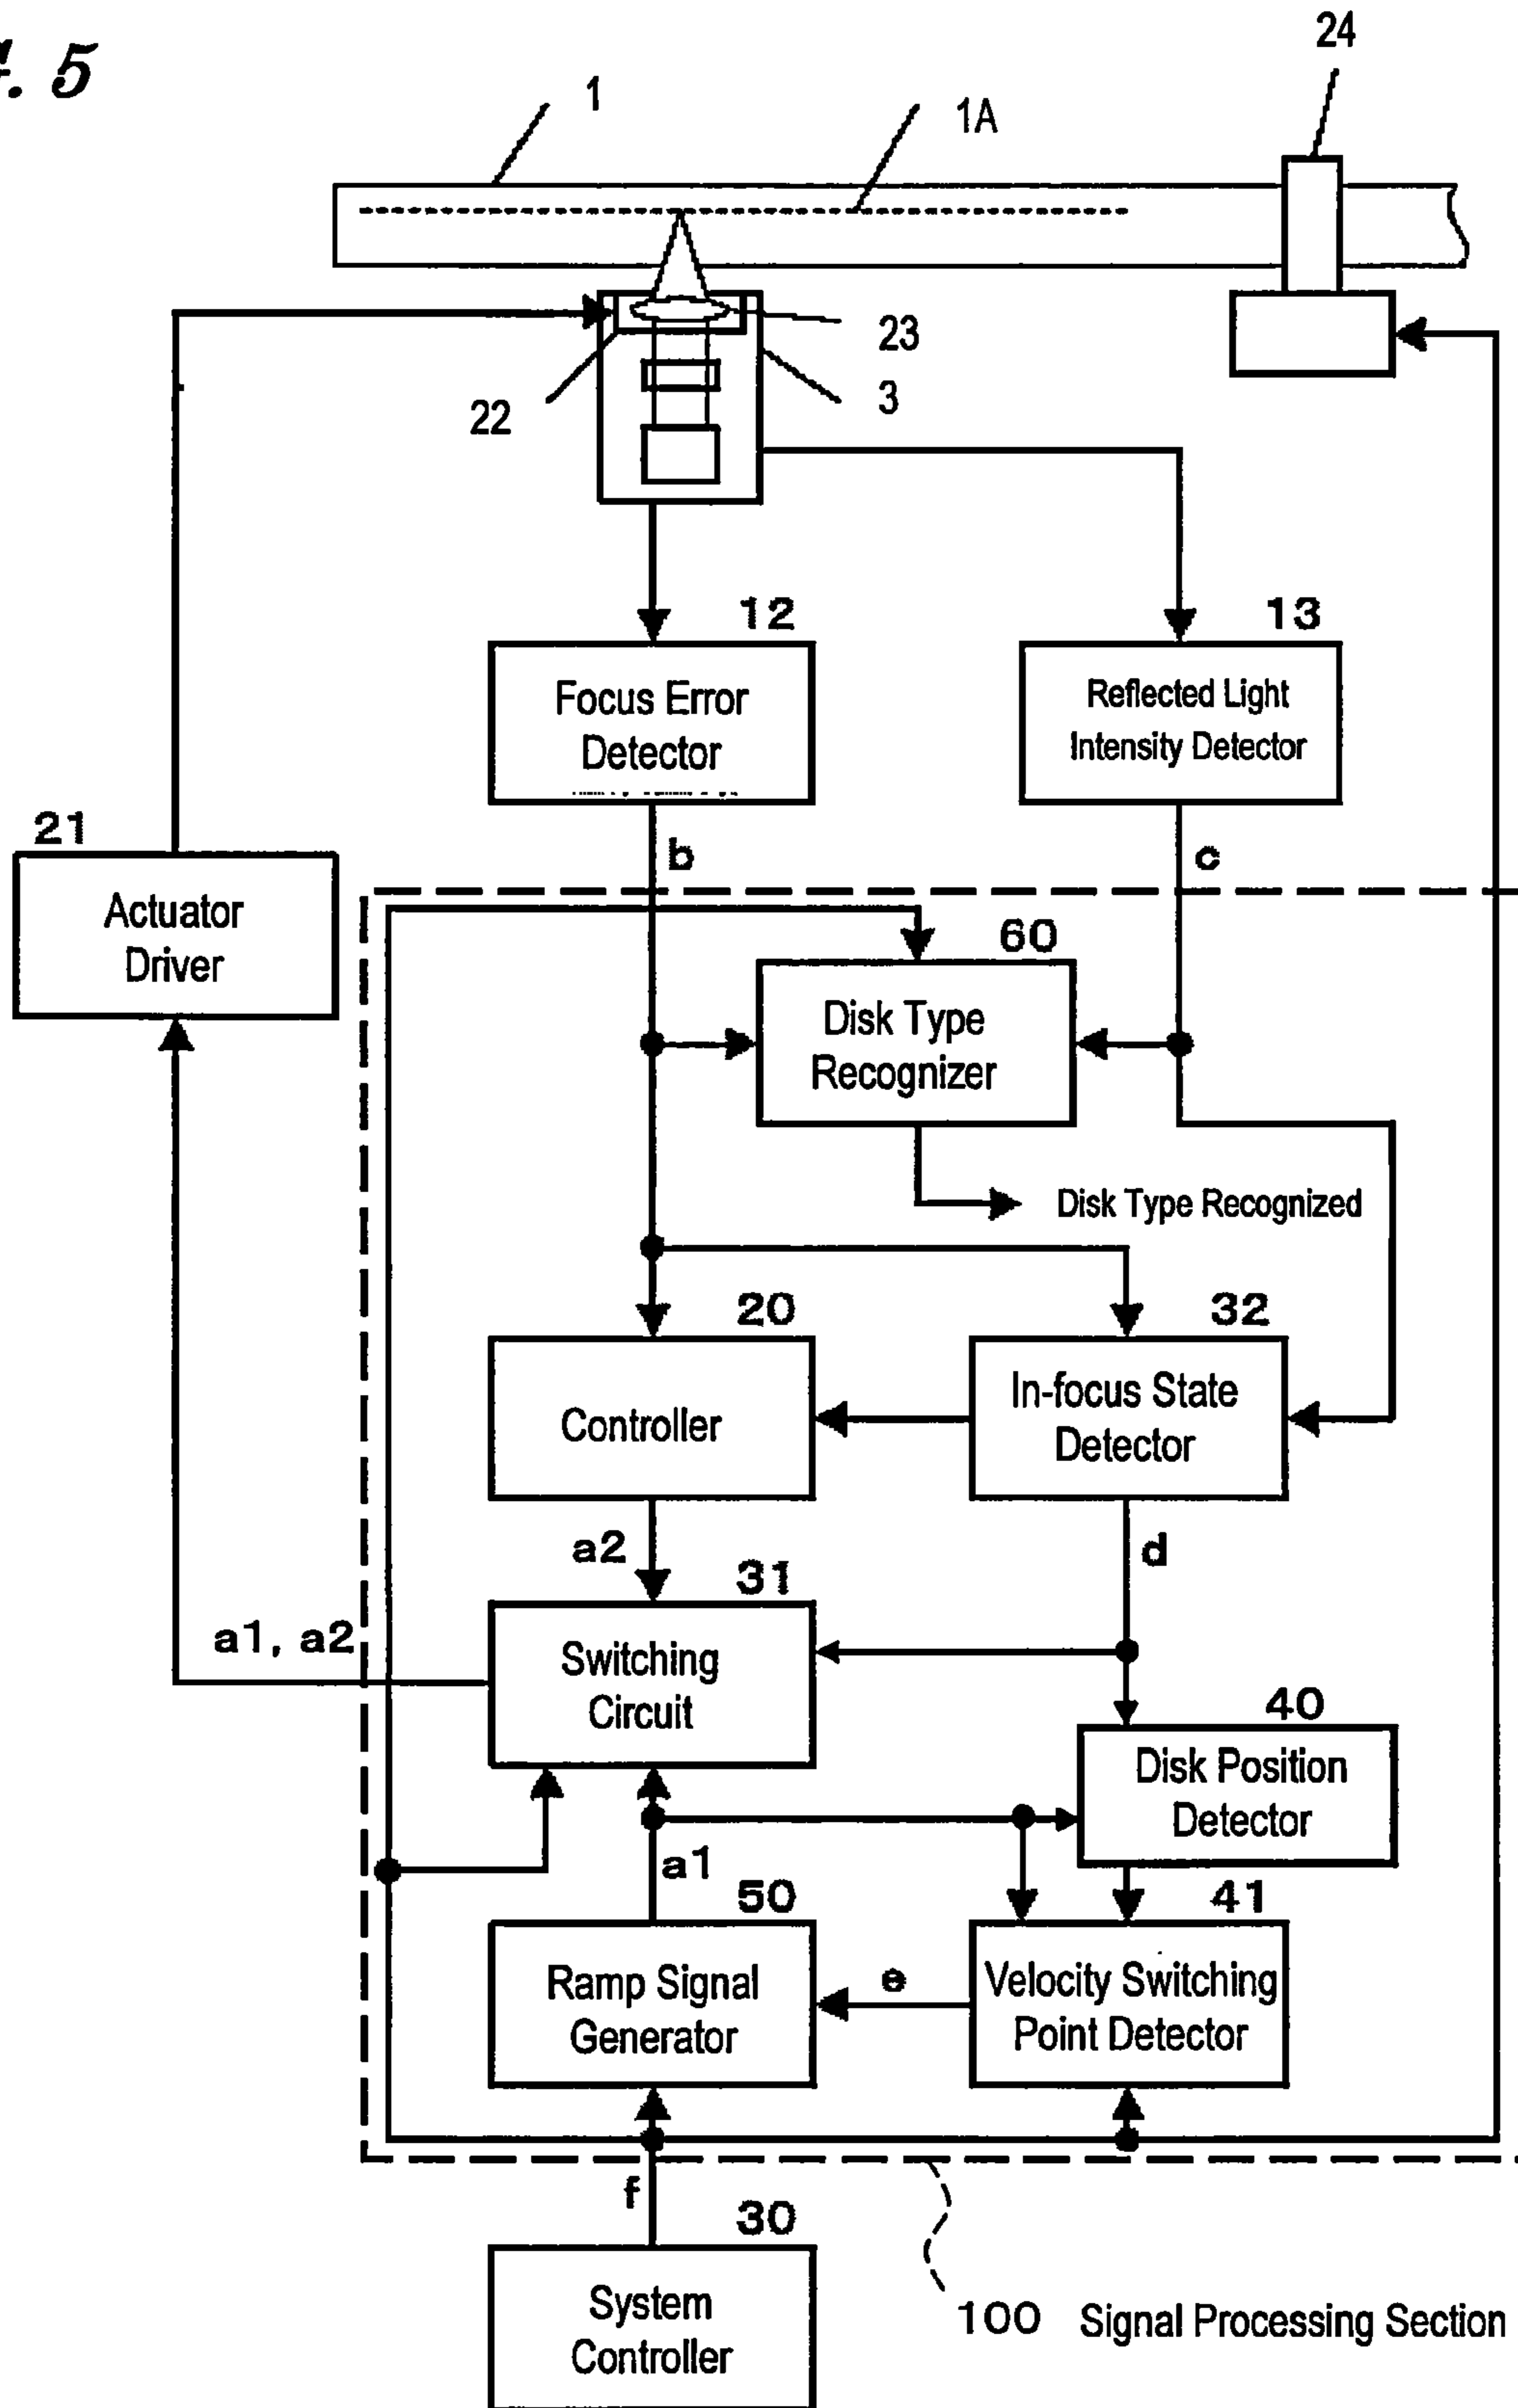 . 5
24
1
1A
23
3
22
12
13
Focus Error
Detector
Reflected Light
Intensity Detector
21
b
c
Actuator
Driver
60
Disk Type
Recognizer
Disk Type Recognized
20
32
Controller
In-focus State
Detector
a2
d
31
a1, a2
Switching
Circuit
40
Disk Position
Detector
a1
50
41
Ramp Signal
Generator
e
Velocity Switching
Point Detector
f
30
System
Controller
100 Signal Processing Section